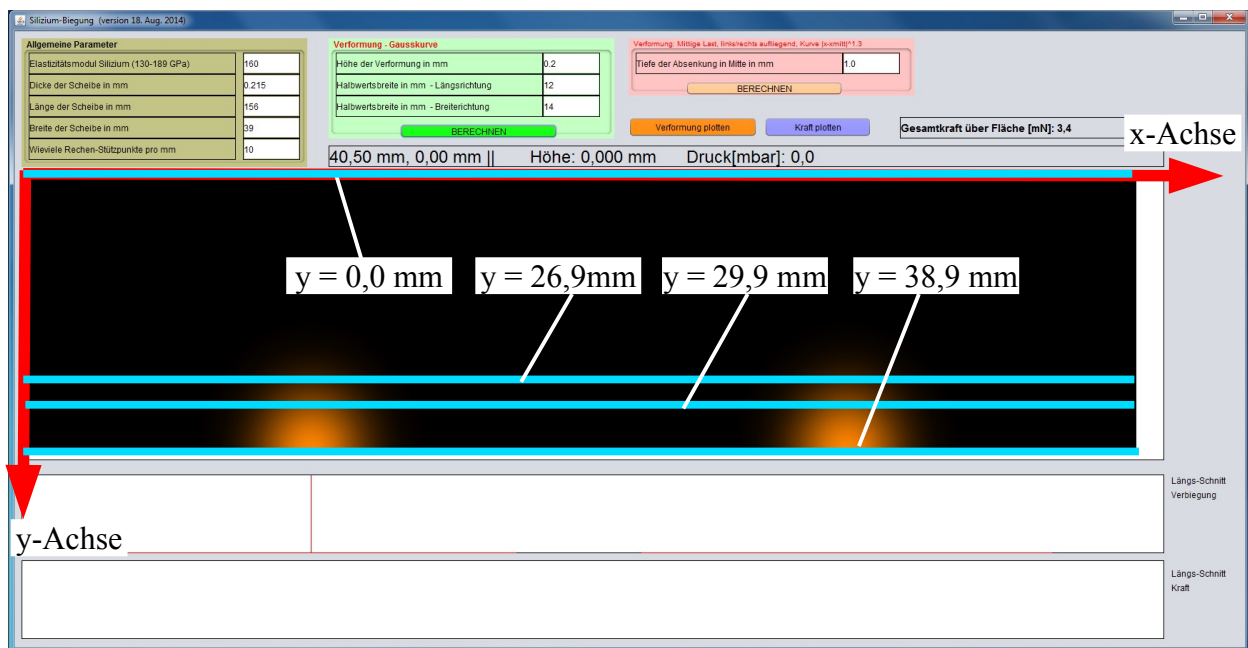 Silizium-Biegung (version 18. Aug. 2014)
Allgemeine Parameter
Elastizitätsmodul Silizium (130-189 GPa) 160
Dicke der Scheibe in mm 0.215
Länge der Scheibe in mm 156
Breite der Scheibe in mm 39
Wieviele Rechen-Stützpunkte pro mm 10
Verformung - Gausskurve
Höhe der Verformung in mm 0.2
Halbwertsbreite in mm - Längsrichtung 12
Halbwertsbreite in mm - Breiterichtung 14
BERECHNEN
Verformung: Mittige Last, links/rechts aufliegend, Kurve |x-xmitt|^1.3
Tiefe der Absenkung in Mitte in mm 1.0
BERECHNEN
Verformung plotten Kraft plotten Gesamtkraft über Fläche [mN]: 3,4
40,50 mm, 0,00 mm || Höhe: 0,000 mm Druck[mbar]: 0,0
x-Achse
y = 0,0 mm y = 26,9mm y = 29,9 mm y = 38,9 mm
y-Achse
Längs-Schnitt
Verbiegung
Längs-Schnitt
Kraft